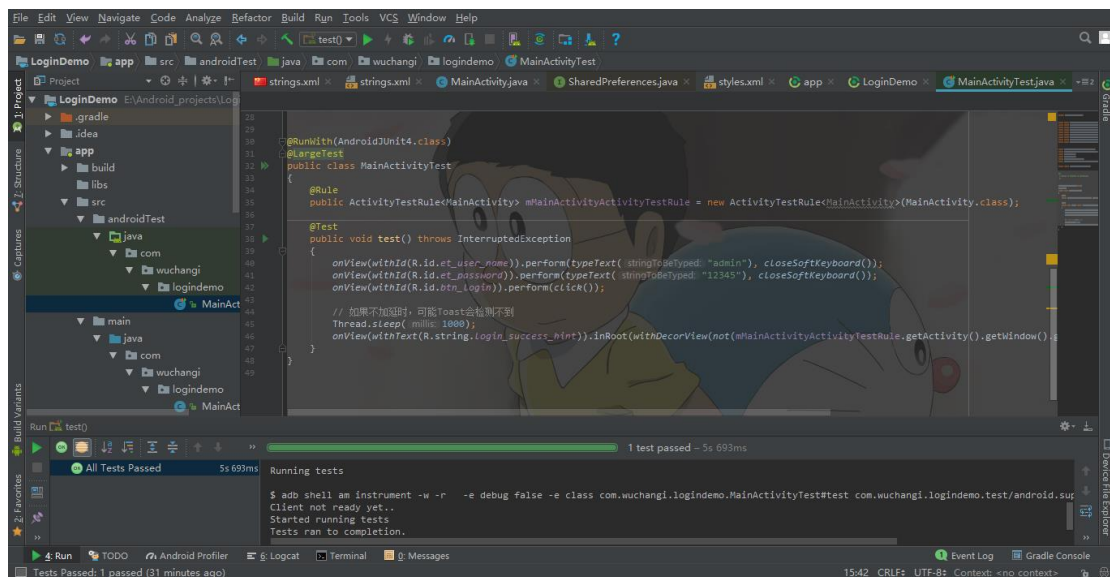 File Edit View Navigate Code Analyze Refactor Build Run Tools VCS Window Help
test()
LoginDemo app src androidTest java com wuchangi logindemo MainActivityTest
1: Project
Z: Structure
Captures
Build Variants
2: Favorites
Project
strings.xml strings.xml MainActivity.java SharedPreferences.java styles.xml app LoginDemo MainActivityTest.java
LoginDemo E:\Android_projects\Logi
.gradle
.idea
app
build
libs
src
androidTest
java
com
wuchangi
logindemo
MainAct
main
java
com
wuchangi
logindemo
MainAct
28
29
30 @RunWith(AndroidJUnit4.class)
31 @LargeTest
32 public class MainActivityTest
33 {
34 @Rule
35 public ActivityTestRule<MainActivity> mMainActivityActivityTestRule = new ActivityTestRule<MainActivity>(MainActivity.class);
36
37 @Test
38 public void test() throws InterruptedException
39 {
40 onView(withId(R.id.et_user_name)).perform(typeText( stringToBeTyped: "admin"), closeSoftKeyboard());
41 onView(withId(R.id.et_password)).perform(typeText( stringToBeTyped: "12345"), closeSoftKeyboard());
42 onView(withId(R.id.btn_login)).perform(click());
43
44 // 如果不加延时，可能Toast会检测不到
45 Thread.sleep( millis: 1000);
46 onView(withText(R.string.login_success_hint)).inRoot(withDecorView(not(mMainActivityActivityTestRule.getActivity().getWindow().g
47 }
48 }
49
Gradle
Device File Explorer
Run test()
1 test passed – 5s 693ms
All Tests Passed 5s 693ms
Running tests
$ adb shell am instrument -w -r -e debug false -e class com.wuchangi.logindemo.MainActivityTest#test com.wuchangi.logindemo.test/android.sup
Client not ready yet..
Started running tests
Tests ran to completion.
4: Run TODO Android Profiler 6: Logcat Terminal 0: Messages Event Log Gradle Console
Tests Passed: 1 passed (31 minutes ago) 15:42 CRLF: UTF-8: Context: <no context>